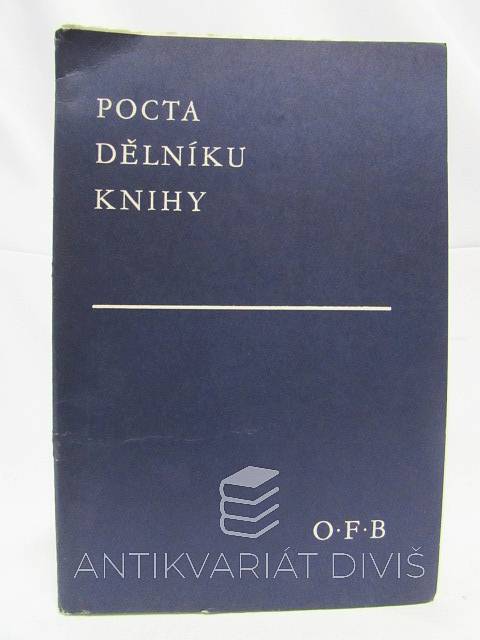 POCTA
DĚLNÍKU
KNIHY
O·F·B
ANTIKVARIÁT DIVIŠ